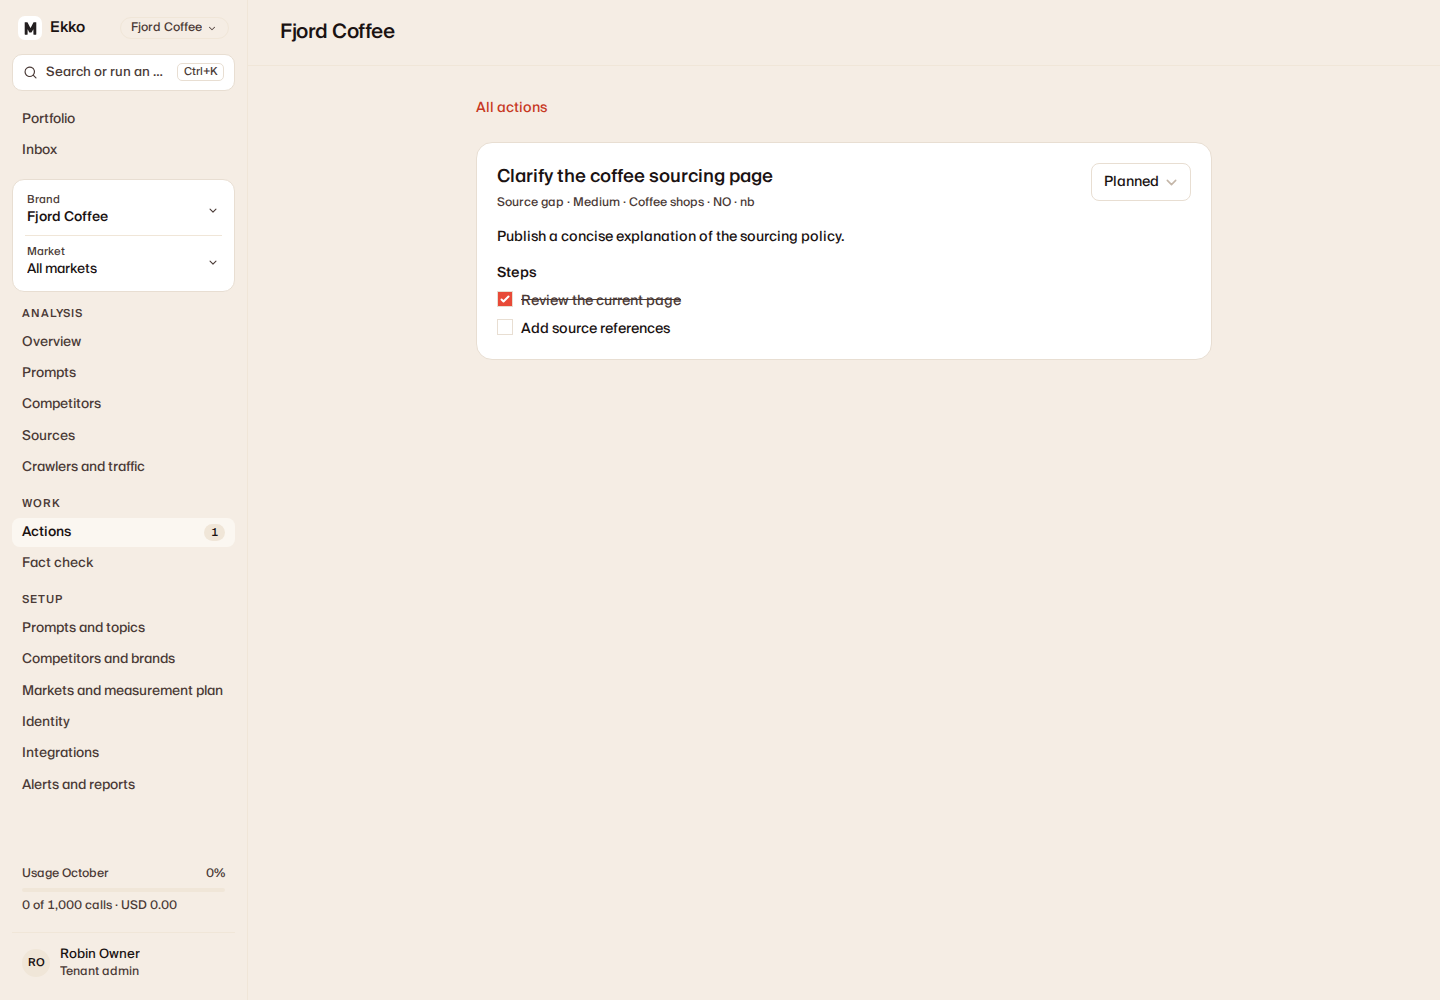 Ekko
Fjord Coffee
Search or run an ...
Ctrl+K
Portfolio
Inbox
Brand
Fjord Coffee
Market
All markets
ANALYSIS
Overview
Prompts
Competitors
Sources
Crawlers and traffic
WORK
Actions
1
Fact check
SETUP
Prompts and topics
Competitors and brands
Markets and measurement plan
Identity
Integrations
Alerts and reports
Usage October
0%
0 of 1,000 calls · USD 0.00
RO
Robin Owner
Tenant admin
Fjord Coffee
All actions
Clarify the coffee sourcing page
Planned
Source gap · Medium · Coffee shops · NO · nb
Publish a concise explanation of the sourcing policy.
Steps
Review the current page
Add source references